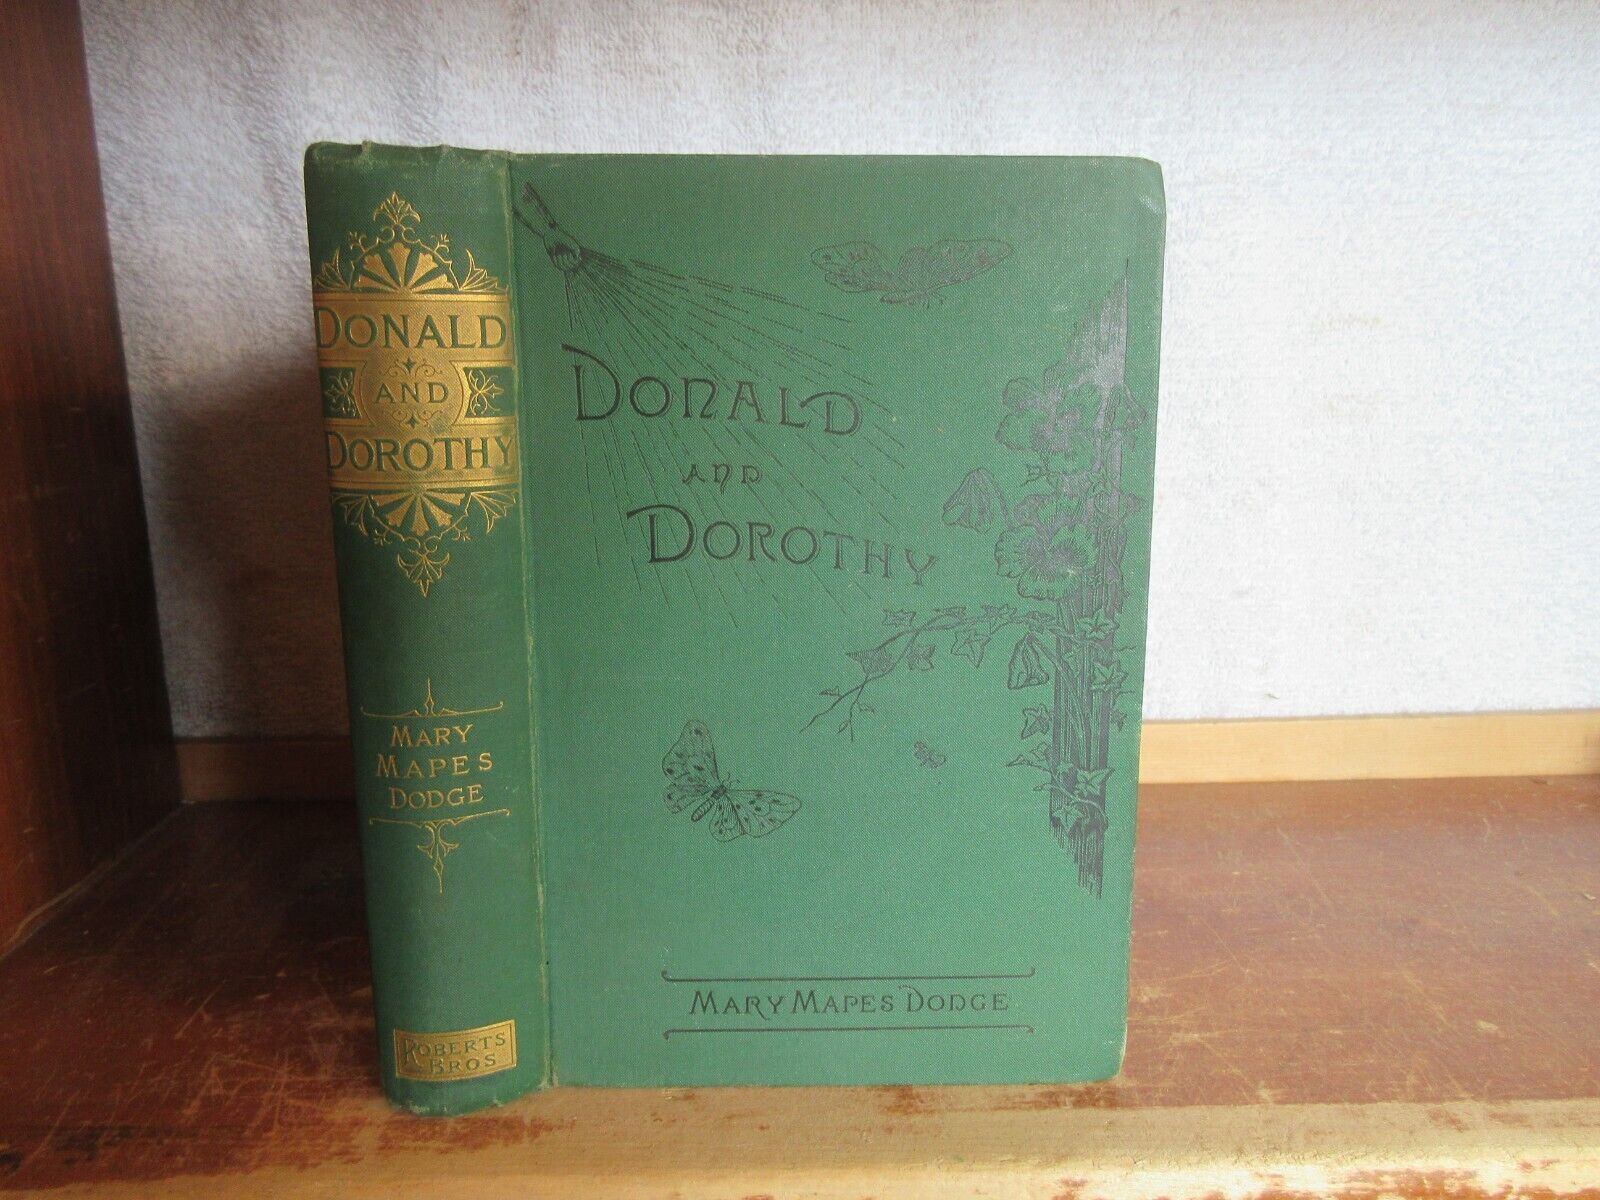 DONALD
AND
DOROTHY
MARY
MAPES
DODGE
ROBERTS
BROS
DONALD
AND
DOROTHY
MARY MAPES DODGE